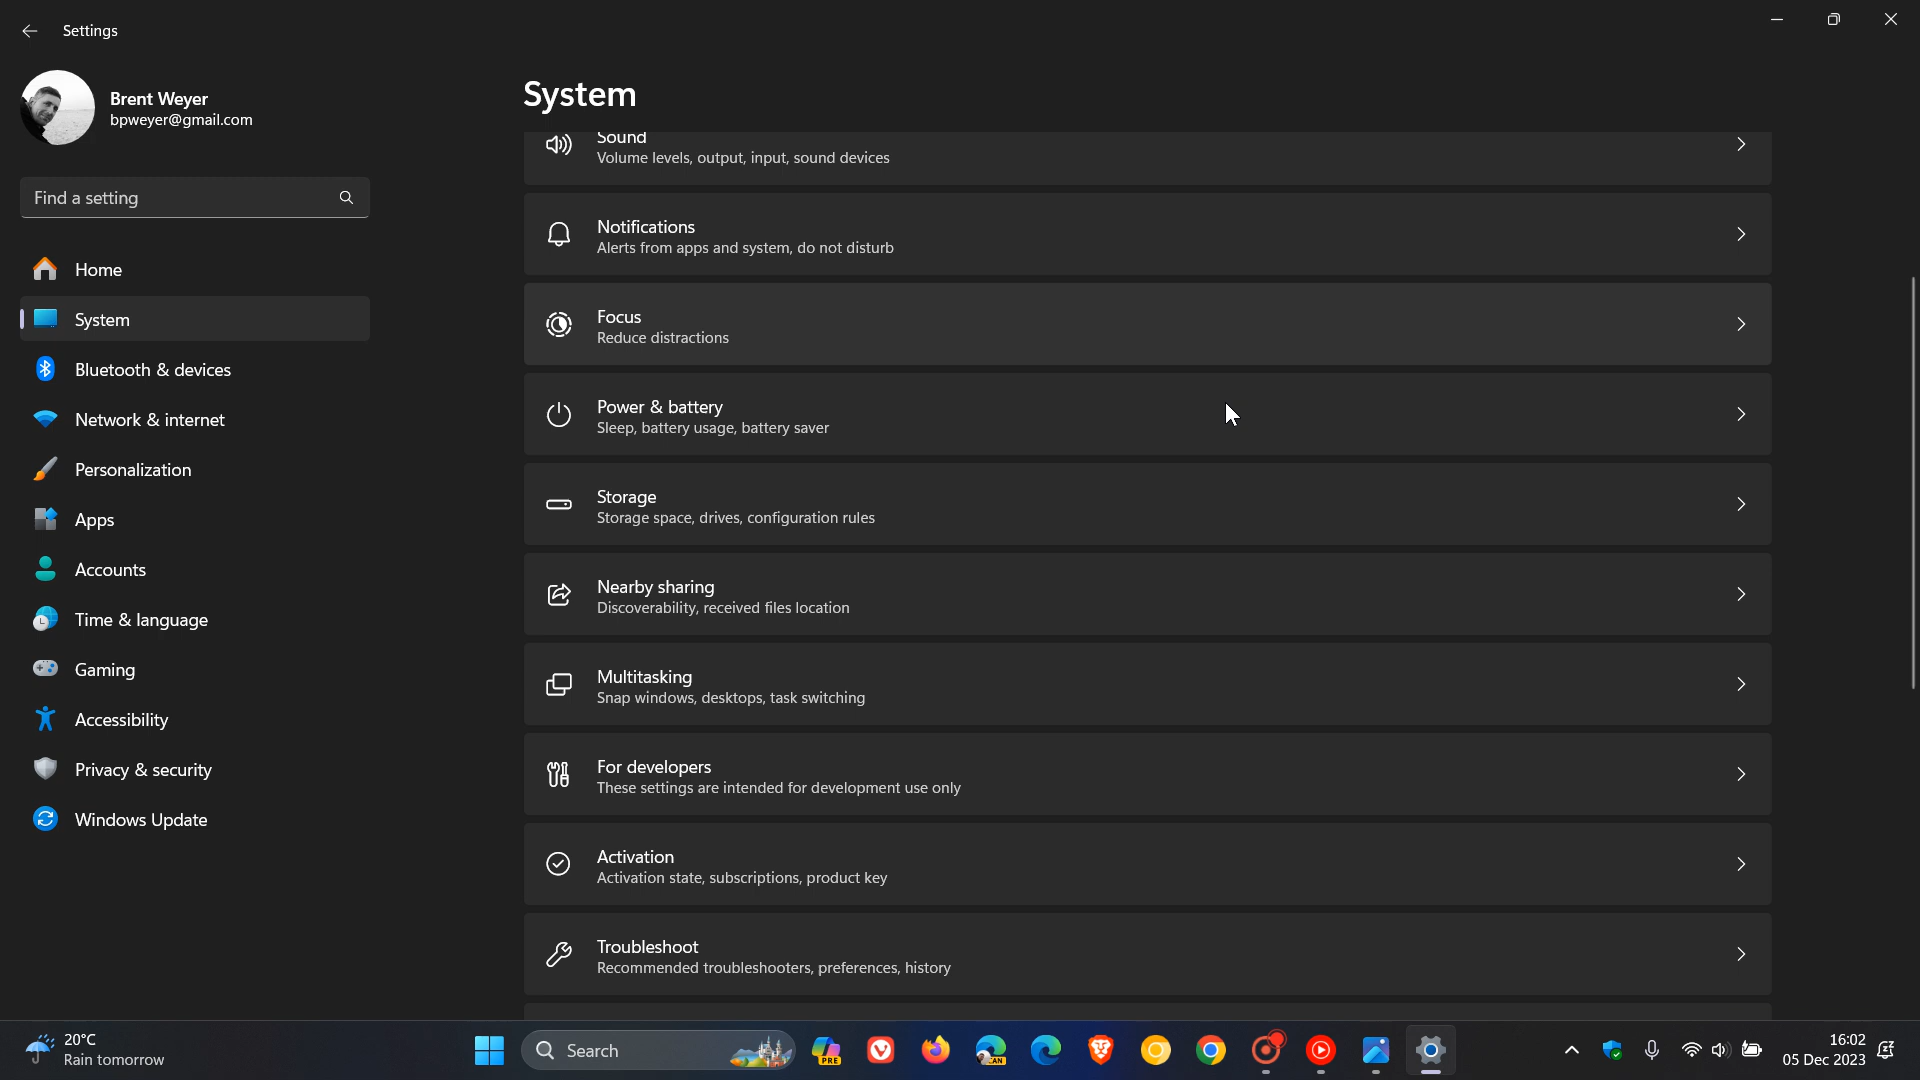 Settings
Brent Weyer
bpweyer@gmail.com
Find a setting
Home
System
Bluetooth & devices
Network & internet
Personalization
Apps
Accounts
Time & language
Gaming
Accessibility
Privacy & security
Windows Update
System
Sound
Volume levels, output, input, sound devices
Notifications
Alerts from apps and system, do not disturb
Focus
Reduce distractions
Power & battery
Sleep, battery usage, battery saver
Storage
Storage space, drives, configuration rules
Nearby sharing
Discoverability, received files location
Multitasking
Snap windows, desktops, task switching
For developers
These settings are intended for development use only
Activation
Activation state, subscriptions, product key
Troubleshoot
Recommended troubleshooters, preferences, history
20°C
Rain tomorrow
Search
PRE
CAN
16:02
05 Dec 2023